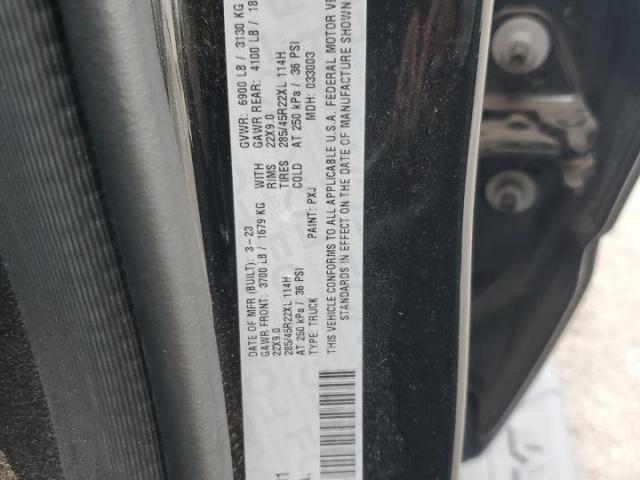 DATE OF MFR (BUILT): 3-23 GVWR: 6900 LB / 3130 KG
GAWR FRONT: 3700 LB / 1679 KG WITH GAWR REAR: 4100 LB / 18
22X9.0 RIMS 22X9.0
285/45R22XL 114H TIRES 285/45R22XL 114H
AT 250 kPa / 36 PSI COLD AT 250 kPa / 36 PSI
TYPE: TRUCK PAINT: PXJ MDH: 033003
THIS VEHICLE CONFORMS TO ALL APPLICABLE U.S.A. FEDERAL MOTOR VE
STANDARDS IN EFFECT ON THE DATE OF MANUFACTURE SHOWN